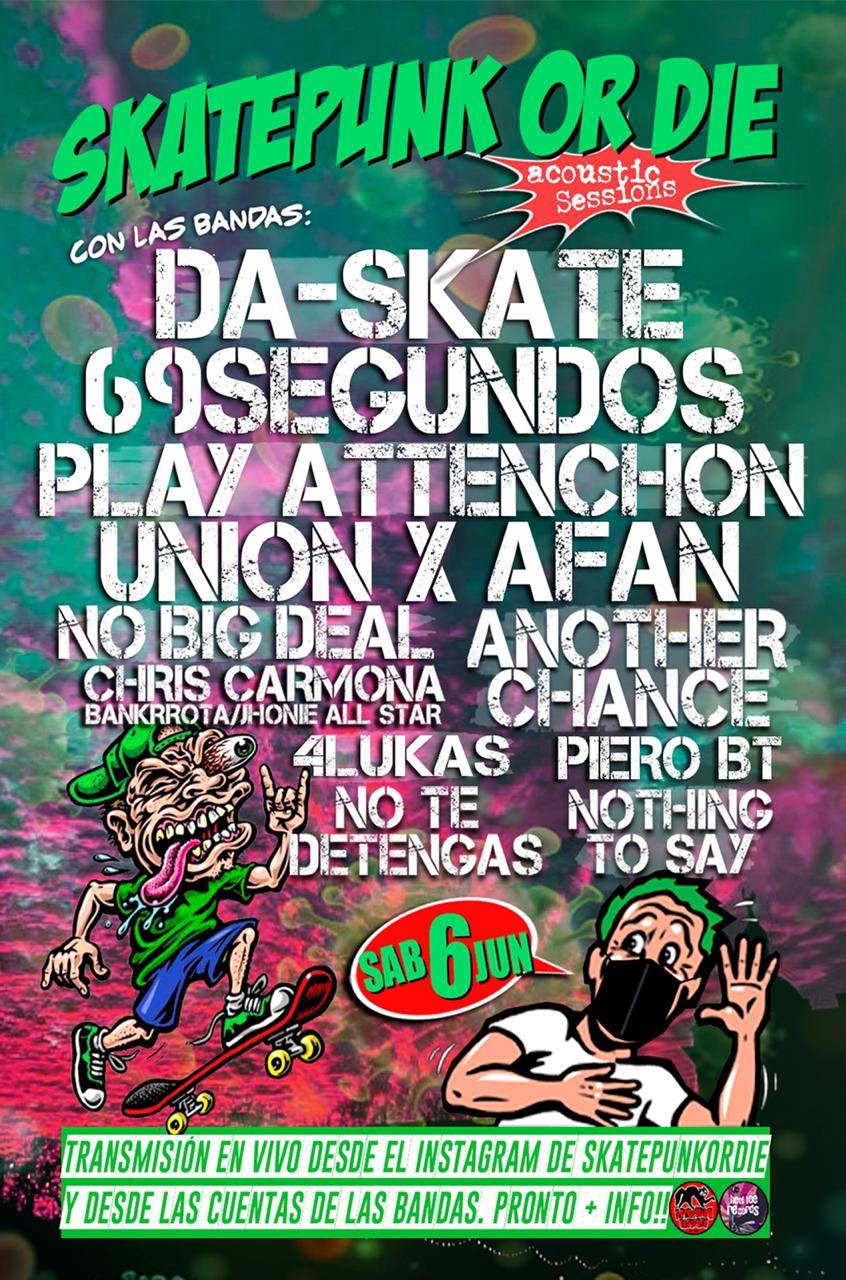 SKATEPUNK OR DIE
acoustic
Sessions
CON LAS BANDAS:
DA-SKATE
69SEGUNDOS
PLAY ATTENCHON
UNION X AFAN
NO BIG DEAL
CHRIS CARMONA
BANKRROTA/JHONIE ALL STAR
ANOTHER
CHANCE
4LUKAS
PIERO BT
NO TE
DETENGAS
NOTHING
TO SAY
SAB 6 JUN
TRANSMISIÓN EN VIVO DESDE EL INSTAGRAM DE SKATEPUNKORDIE
Y DESDE LAS CUENTAS DE LAS BANDAS. PRONTO + INFO!!
records